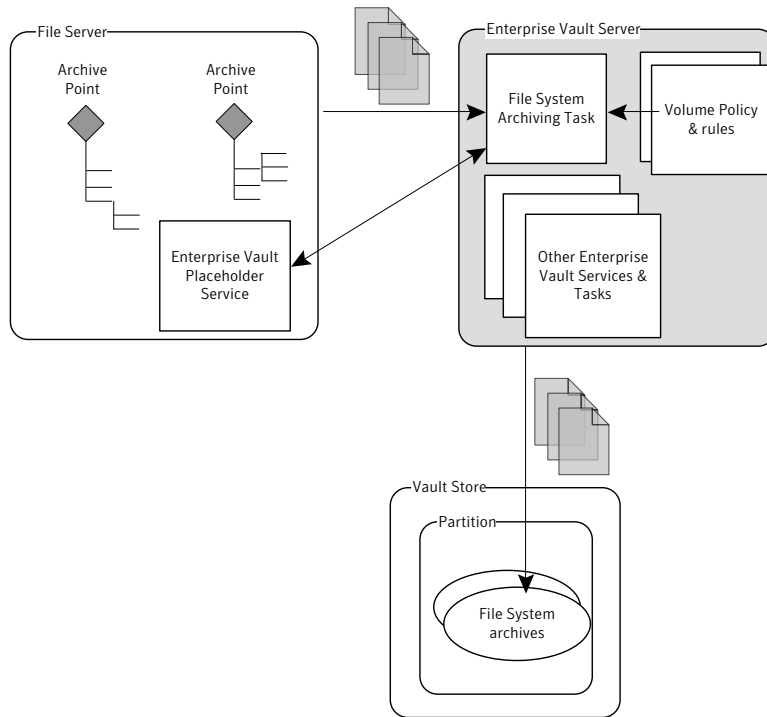 File Server
Archive
Point
Archive
Point
Enterprise Vault
Placeholder
Service
Enterprise Vault Server
File System
Archiving Task
Volume Policy
& rules
Other Enterprise
Vault Services &
Tasks
Vault Store
Partition
File System
archives